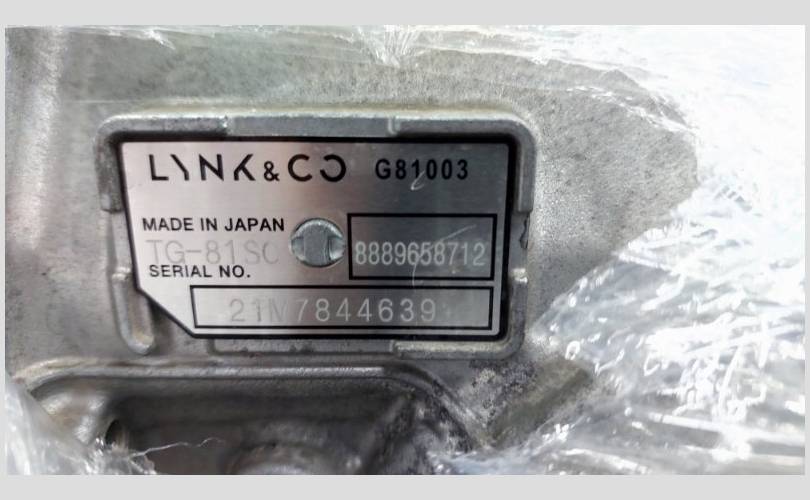 LYNK & CO G81003
MADE IN JAPAN
TG-81SC 8889658712
SERIAL NO.
21M7844639